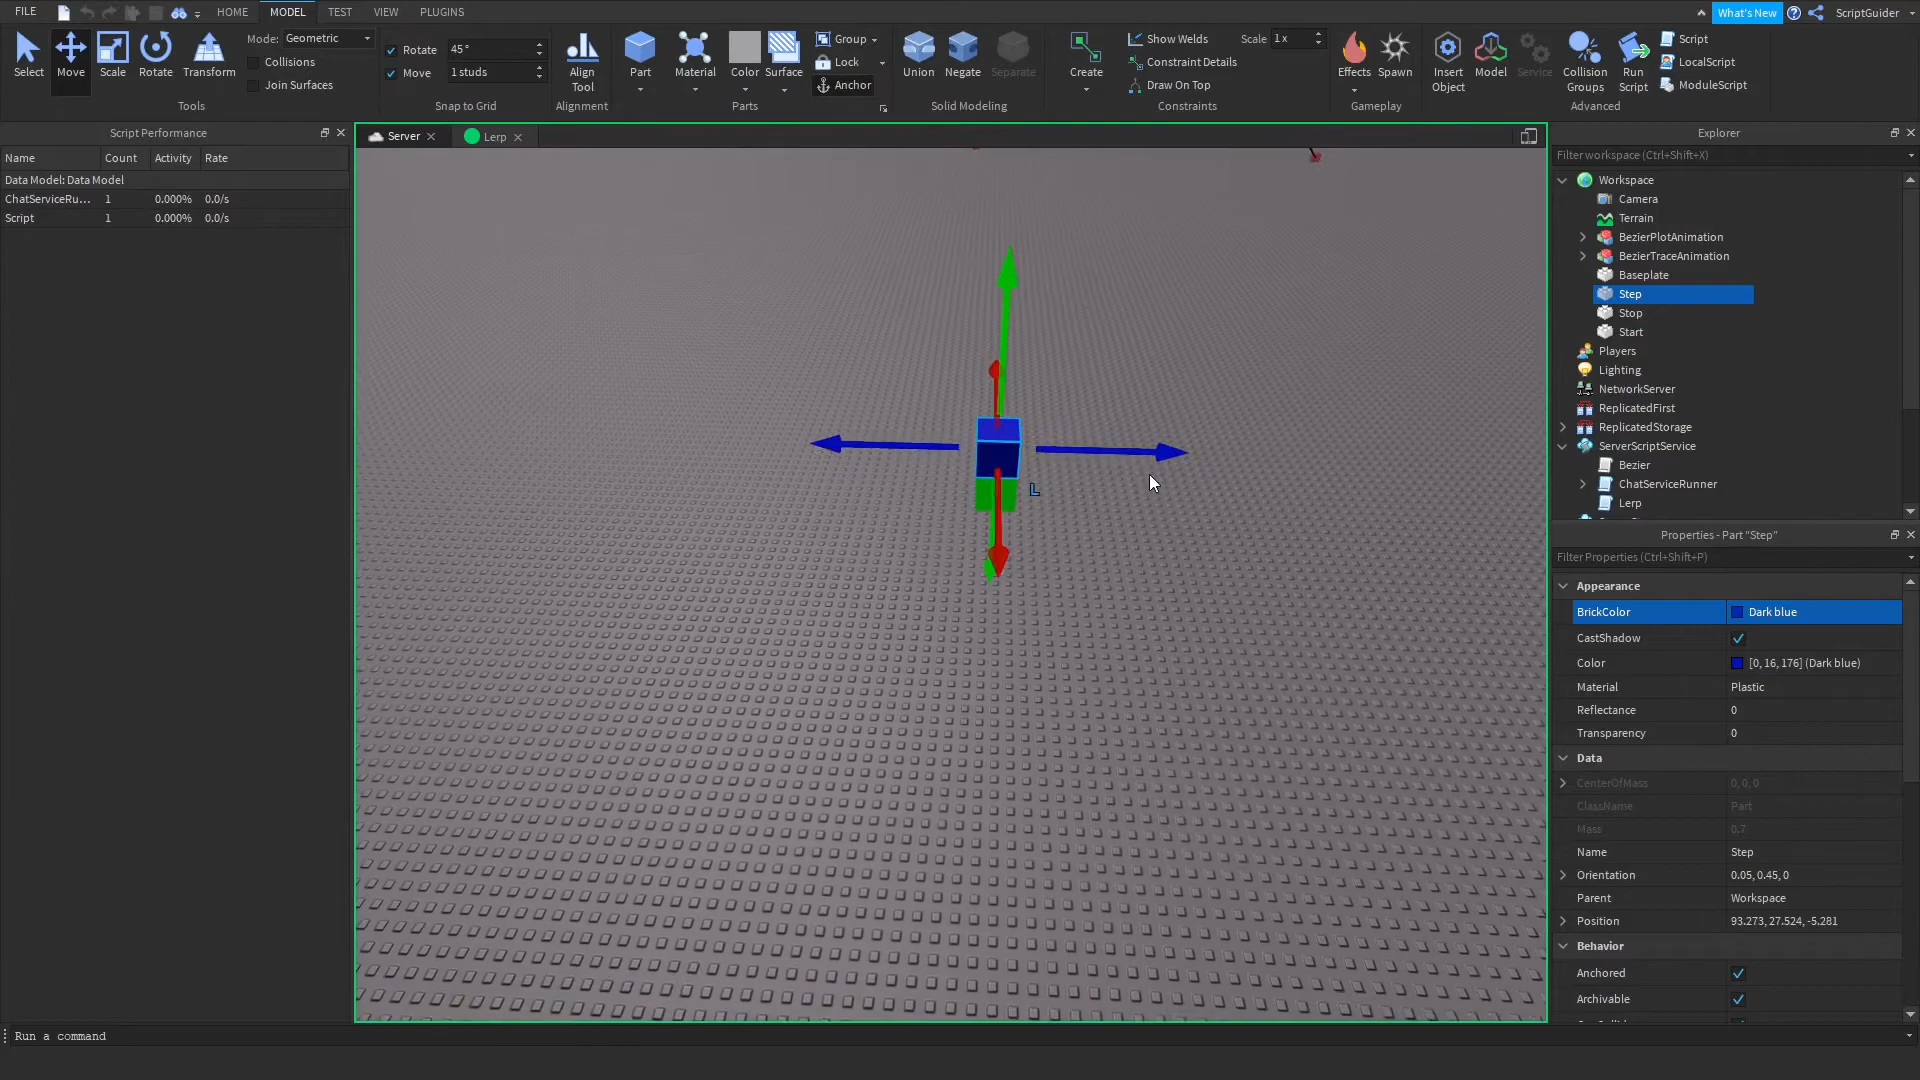 FILE HOME MODEL TEST VIEW PLUGINS What's New ScriptGuider
Select Move Scale Rotate Transform
Mode: Geometric
Collisions
Join Surfaces
Tools
Rotate 45°
Move 1 studs
Snap to Grid
Align Tool
Alignment
Part Material Color Surface
Group
Lock
Anchor
Parts
Union Negate Separate
Solid Modeling
Create
Show Welds Scale 1x
Constraint Details
Draw On Top
Constraints
Effects Spawn
Gameplay
Insert Object Model Service Collision Groups Run Script
Script
LocalScript
ModuleScript
Advanced
Script Performance
Name Count Activity Rate
Data Model: Data Model
ChatServiceRu... 1 0.000% 0.0/s
Script 1 0.000% 0.0/s
Server Lerp
L
Explorer
Filter workspace (Ctrl+Shift+X)
Workspace
Camera
Terrain
BezierPlotAnimation
BezierTraceAnimation
Baseplate
Step
Stop
Start
Players
Lighting
NetworkServer
ReplicatedFirst
ReplicatedStorage
ServerScriptService
Bezier
ChatServiceRunner
Lerp
Properties - Part "Step"
Filter Properties (Ctrl+Shift+P)
Appearance
BrickColor Dark blue
CastShadow
Color [0, 16, 176] (Dark blue)
Material Plastic
Reflectance 0
Transparency 0
Data
CenterOfMass 0, 0, 0
ClassName Part
Mass 0.7
Name Step
Orientation 0.05, 0.45, 0
Parent Workspace
Position 93.273, 27.524, -5.281
Behavior
Anchored
Archivable
Run a command